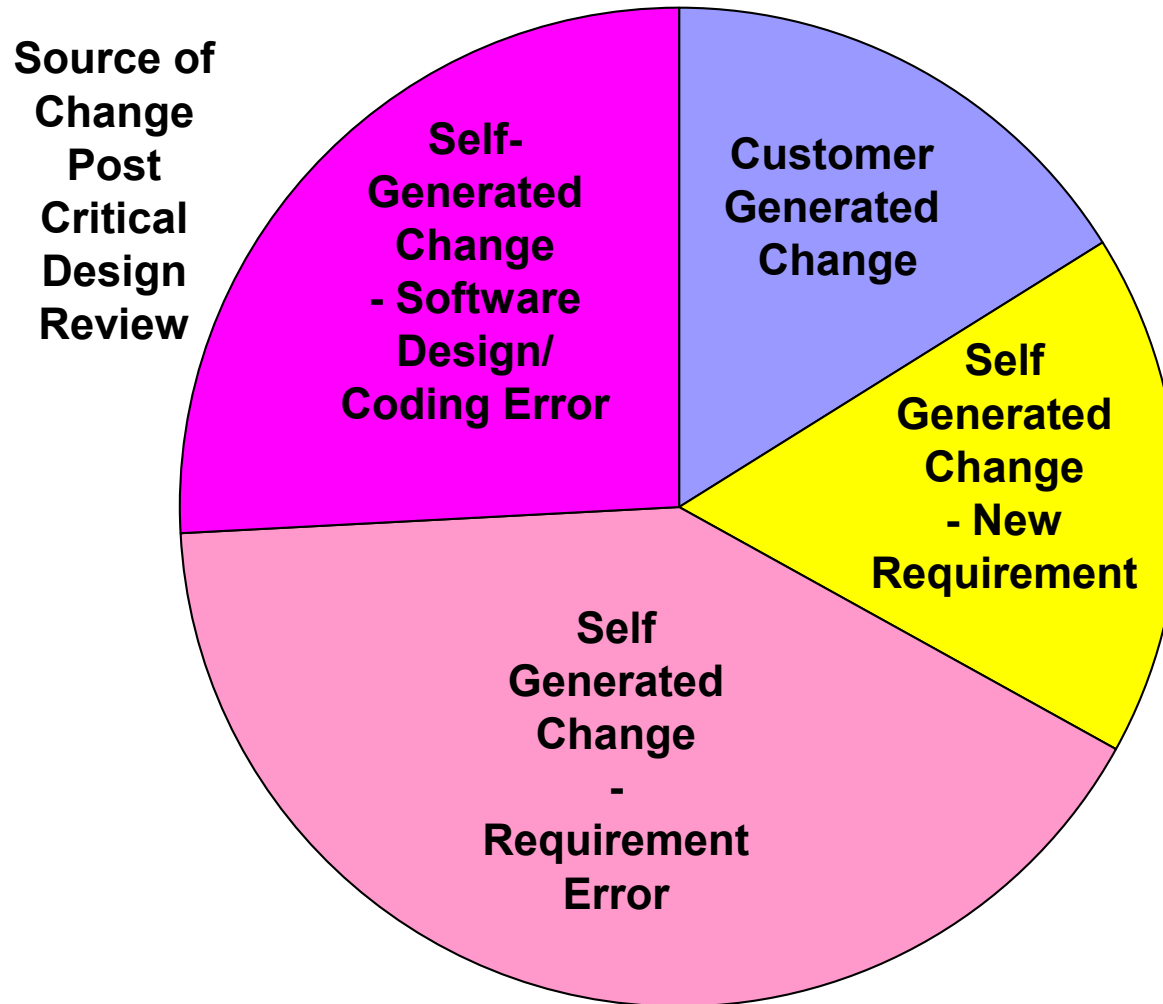 Source of
Change
Post
Critical
Design
Review
Self-
Generated
Change
- Software
Design/
Coding Error
Customer
Generated
Change
Self
Generated
Change
- New
Requirement
Self
Generated
Change
-
Requirement
Error